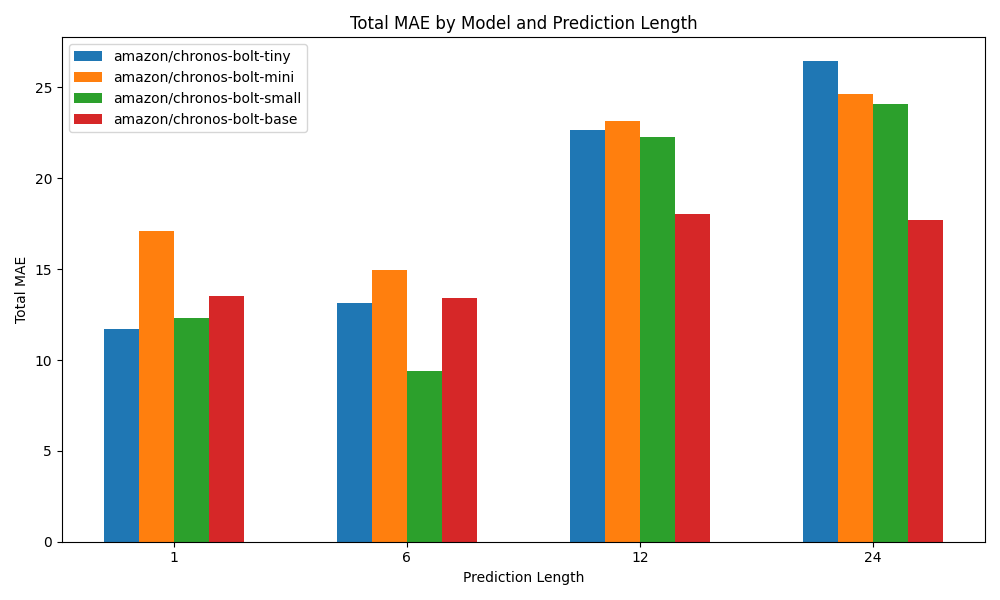 Total MAE by Model and Prediction Length
amazon/chronos-bolt-tiny
amazon/chronos-bolt-mini
amazon/chronos-bolt-small
amazon/chronos-bolt-base
Total MAE
25
20
15
10
5
0
1 6 12 24
Prediction Length